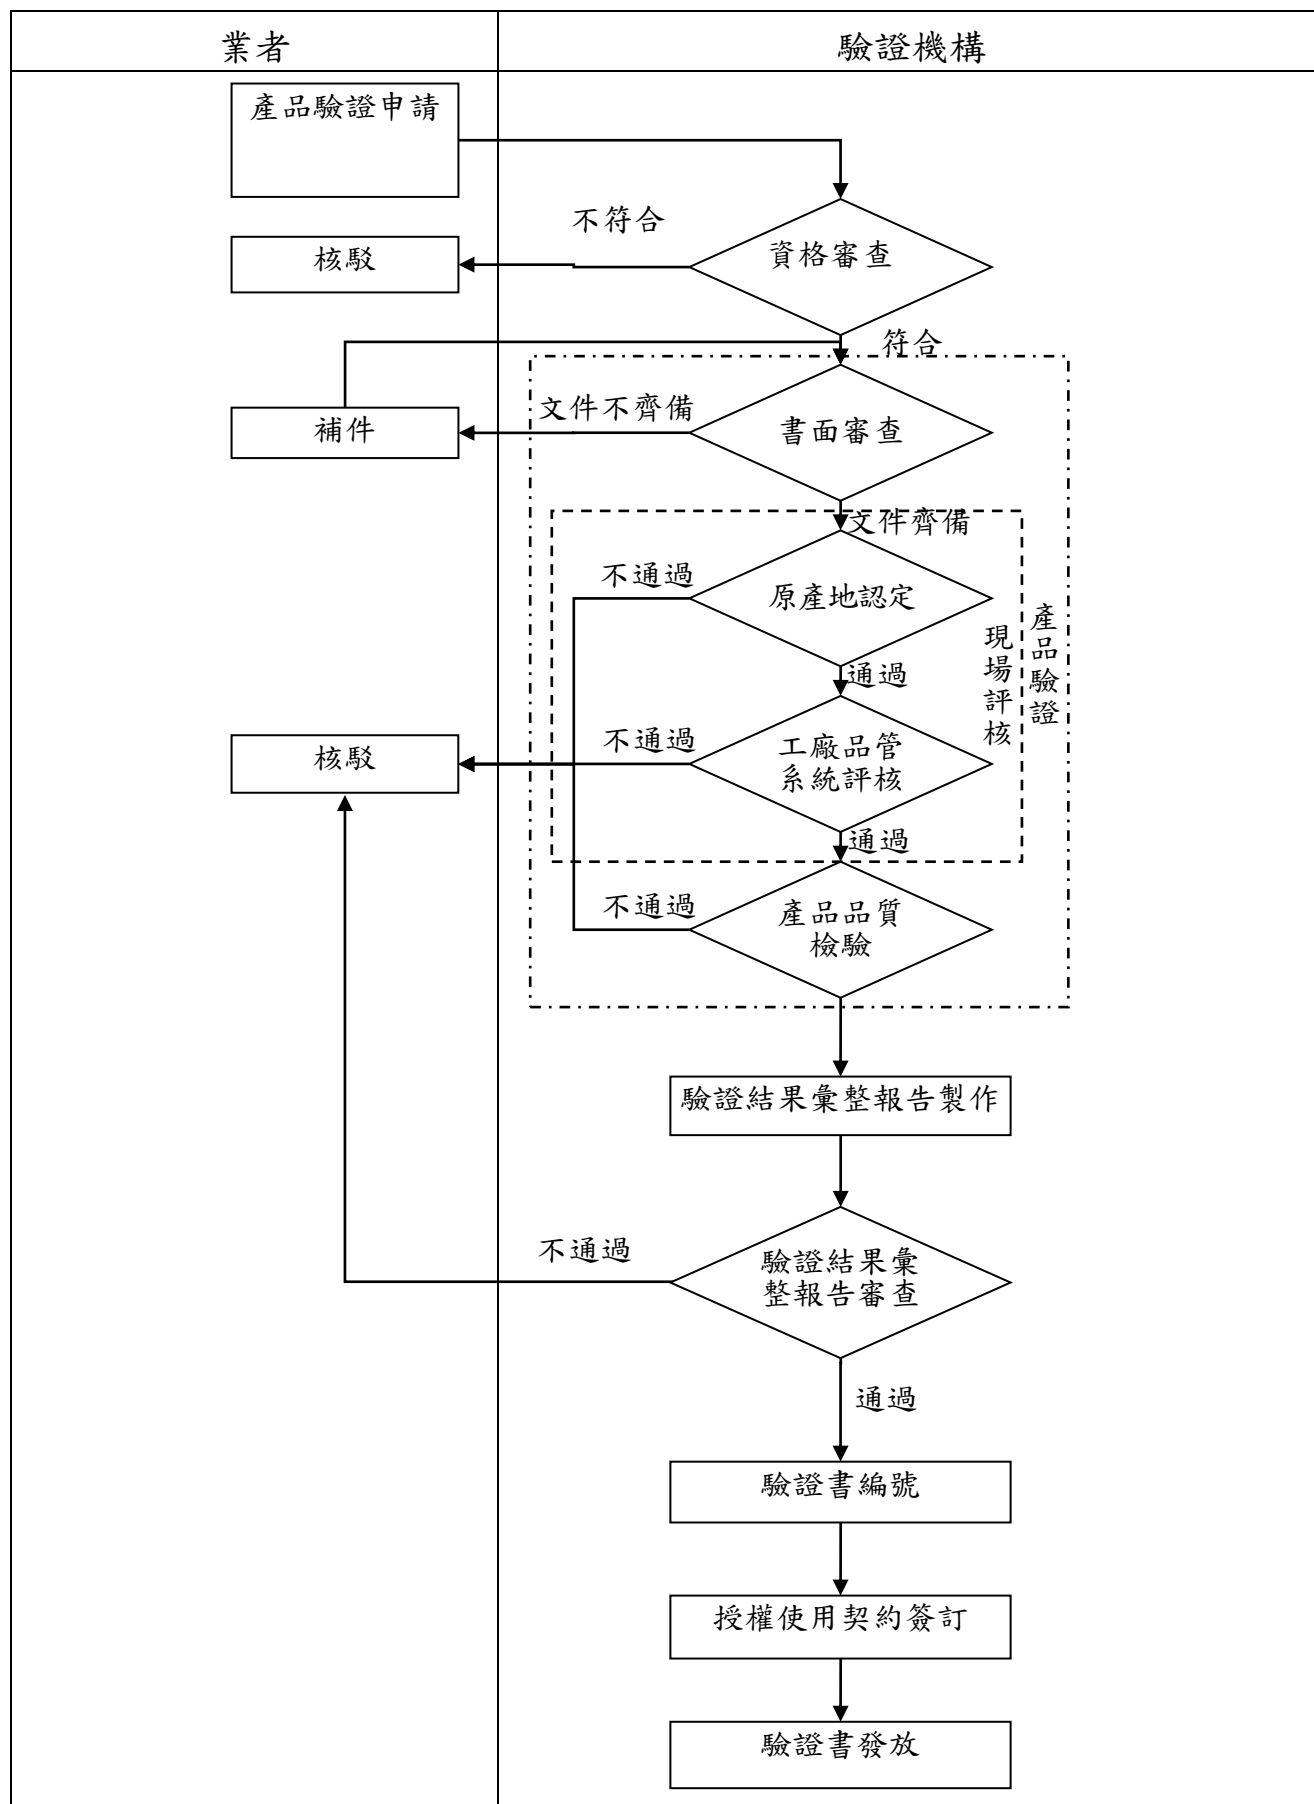 業者
驗證機構
產品驗證申請
不符合
資格審查
核駁
符合
文件不齊備
書面審查
補件
文件齊備
不通過
原產地認定
通過
現場評核
產品驗證
不通過
工廠品管
系統評核
核駁
通過
不通過
產品品質
檢驗
驗證結果彙整報告製作
不通過
驗證結果彙
整報告審查
通過
驗證書編號
授權使用契約簽訂
驗證書發放